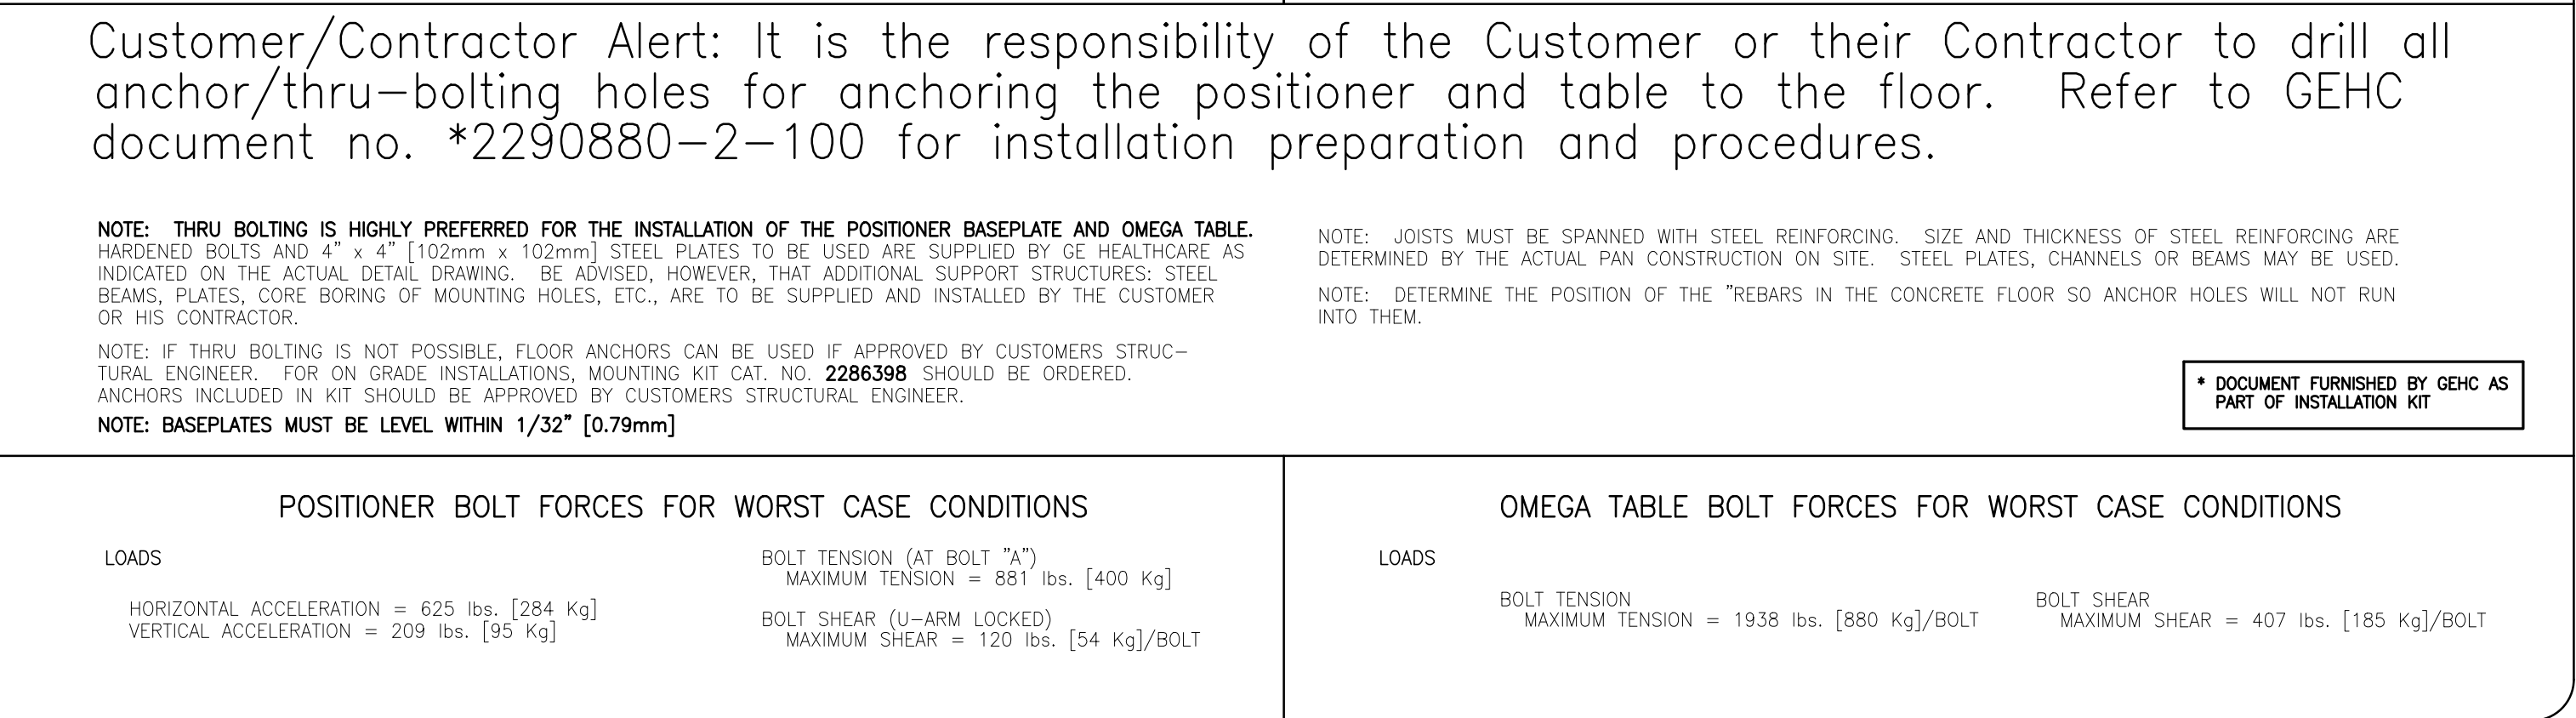 Customer/Contractor Alert: It is the responsibility of the Customer or their Contractor to drill all
anchor/thru-bolting holes for anchoring the positioner and table to the floor. Refer to GEHC
document no. *2290880-2-100 for installation preparation and procedures.
NOTE: THRU BOLTING IS HIGHLY PREFERRED FOR THE INSTALLATION OF THE POSITIONER BASEPLATE AND OMEGA TABLE.
HARDENED BOLTS AND 4" x 4" [102mm x 102mm] STEEL PLATES TO BE USED ARE SUPPLIED BY GE HEALTHCARE AS
INDICATED ON THE ACTUAL DETAIL DRAWING. BE ADVISED, HOWEVER, THAT ADDITIONAL SUPPORT STRUCTURES: STEEL
BEAMS, PLATES, CORE BORING OF MOUNTING HOLES, ETC., ARE TO BE SUPPLIED AND INSTALLED BY THE CUSTOMER
OR HIS CONTRACTOR.
NOTE: IF THRU BOLTING IS NOT POSSIBLE, FLOOR ANCHORS CAN BE USED IF APPROVED BY CUSTOMERS STRUC-
TURAL ENGINEER. FOR ON GRADE INSTALLATIONS, MOUNTING KIT CAT. NO. 2286398 SHOULD BE ORDERED.
ANCHORS INCLUDED IN KIT SHOULD BE APPROVED BY CUSTOMERS STRUCTURAL ENGINEER.
NOTE: BASEPLATES MUST BE LEVEL WITHIN 1/32" [0.79mm]
NOTE: JOISTS MUST BE SPANNED WITH STEEL REINFORCING. SIZE AND THICKNESS OF STEEL REINFORCING ARE
DETERMINED BY THE ACTUAL PAN CONSTRUCTION ON SITE. STEEL PLATES, CHANNELS OR BEAMS MAY BE USED.
NOTE: DETERMINE THE POSITION OF THE "REBARS IN THE CONCRETE FLOOR SO ANCHOR HOLES WILL NOT RUN
INTO THEM.
* DOCUMENT FURNISHED BY GEHC AS
PART OF INSTALLATION KIT
POSITIONER BOLT FORCES FOR WORST CASE CONDITIONS
LOADS
HORIZONTAL ACCELERATION = 625 lbs. [284 Kg]
VERTICAL ACCELERATION = 209 lbs. [95 Kg]
BOLT TENSION (AT BOLT "A")
MAXIMUM TENSION = 881 lbs. [400 Kg]
BOLT SHEAR (U-ARM LOCKED)
MAXIMUM SHEAR = 120 lbs. [54 Kg]/BOLT
OMEGA TABLE BOLT FORCES FOR WORST CASE CONDITIONS
LOADS
BOLT TENSION
MAXIMUM TENSION = 1938 lbs. [880 Kg]/BOLT
BOLT SHEAR
MAXIMUM SHEAR = 407 lbs. [185 Kg]/BOLT